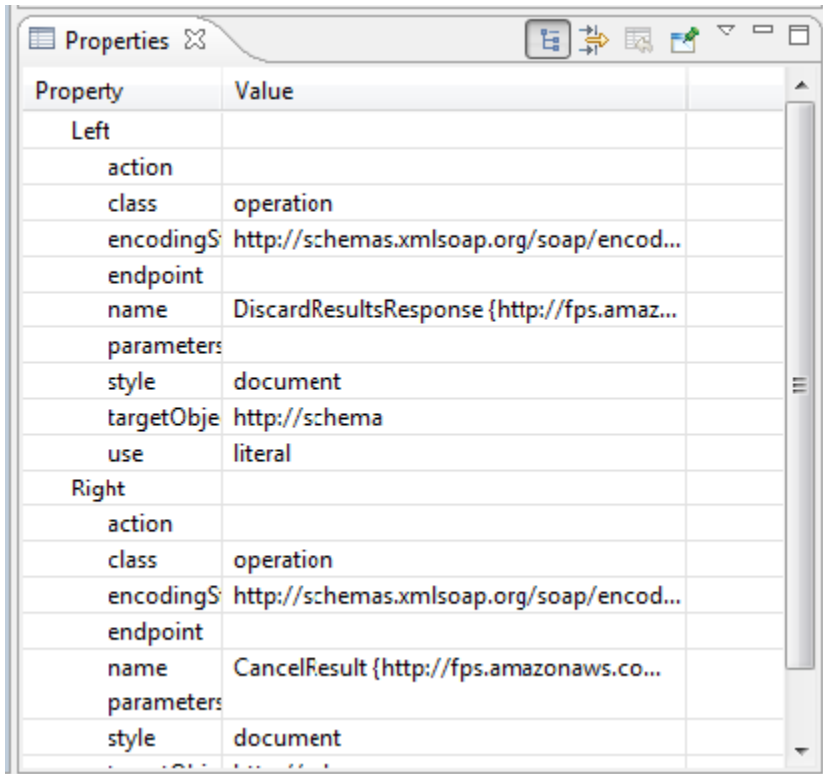 Properties
Property Value
Left
action
class operation
encodingS http://schemas.xmlsoap.org/soap/encod...
endpoint
name DiscardResultsResponse {http://fps.amaz...
parameters
style document
targetObje http://schema
use literal
Right
action
class operation
encodingS http://schemas.xmlsoap.org/soap/encod...
endpoint
name CancelResult {http://fps.amazonaws.co...
parameters
style document